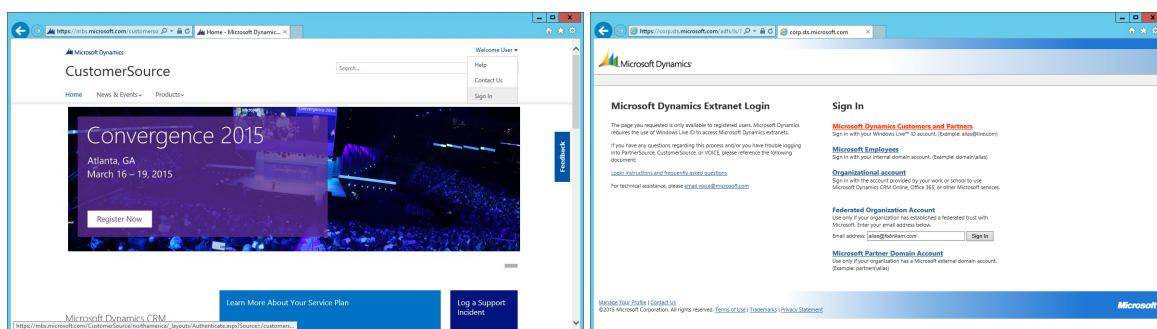 https://mbs.microsoft.com/customerso
Home - Microsoft Dynamic...
Microsoft Dynamics
Welcome User
CustomerSource
Search...
Help
Contact Us
Sign In
Home News & Events Products
Convergence 2015
Atlanta, GA
March 16 – 19, 2015
Register Now
Feedback
Learn More About Your Service Plan
Log a Support
Incident
Microsoft Dynamics CRM
https://mbs.microsoft.com/CustomerSource/northamerica/_layouts/Authenticate.aspx?Source=/customers...
https://corp.sts.microsoft.com/adfs/ls/?
corp.sts.microsoft.com
Microsoft Dynamics
Microsoft Dynamics Extranet Login
The page you requested is only available to registered users. Microsoft Dynamics
requires the use of Windows Live ID to access Microsoft Dynamics extranets.
If you have any questions regarding this process and/or you have trouble logging
into PartnerSource, CustomerSource, or VOICE, please reference the following
document:
Login instructions and frequently asked questions
For technical assistance, please email voice@microsoft.com
Sign In
Microsoft Dynamics Customers and Partners
Sign in with your Windows Live™ ID account. (Example: alias@live.com)
Microsoft Employees
Sign in with your internal domain account. (Example: domain\alias)
Organizational account
Sign in with the account provided by your work or school to use
Microsoft Dynamics CRM Online, Office 365, or other Microsoft services.
Federated Organization Account
Use only if your organization has established a federated trust with
Microsoft. Enter your email address below.
Email address: alias@fabrikam.com Sign In
Microsoft Partner Domain Account
Use only if your organization has a Microsoft external domain account.
(Example: partners\alias)
Manage Your Profile | Contact Us
©2015 Microsoft Corporation. All rights reserved. Terms of Use | Trademarks | Privacy Statement
Microsoft